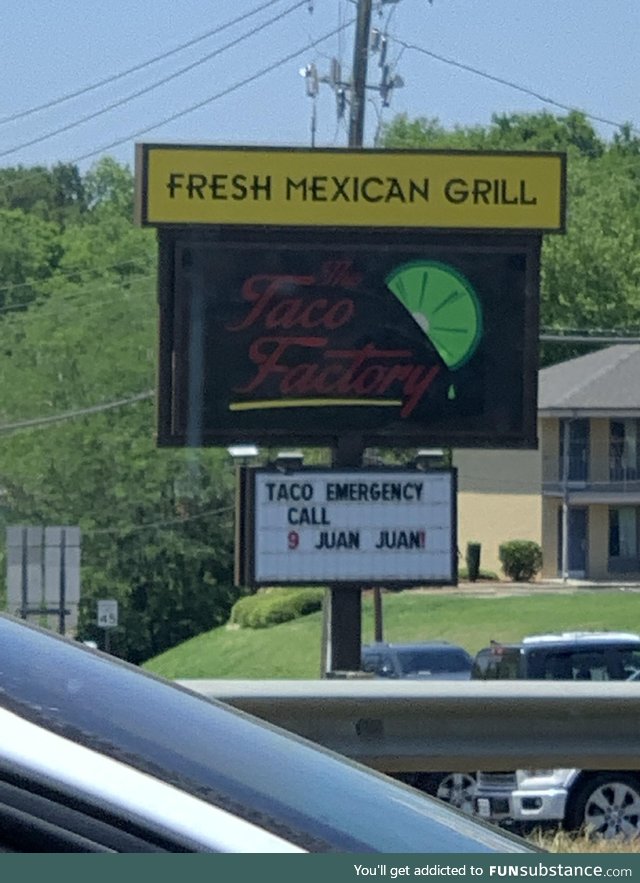 FRESH MEXICAN GRILL
The
Taco
Factory
TACO EMERGENCY
CALL
9 JUAN JUAN!
45
You'll get addicted to FUNsubstance.com